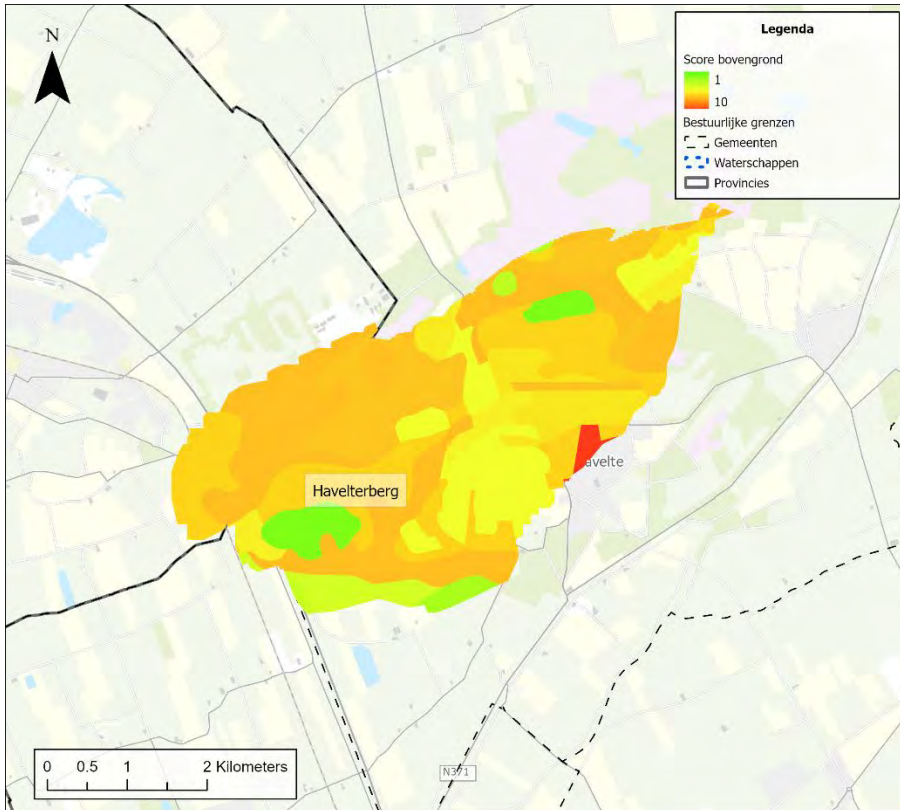 N
Legenda
Score bovengrond
1
10
Bestuurlijke grenzen
Gemeenten
Waterschappen
Provincies
avelte
Havelterberg
0 0.5 1 2 Kilometers
N371